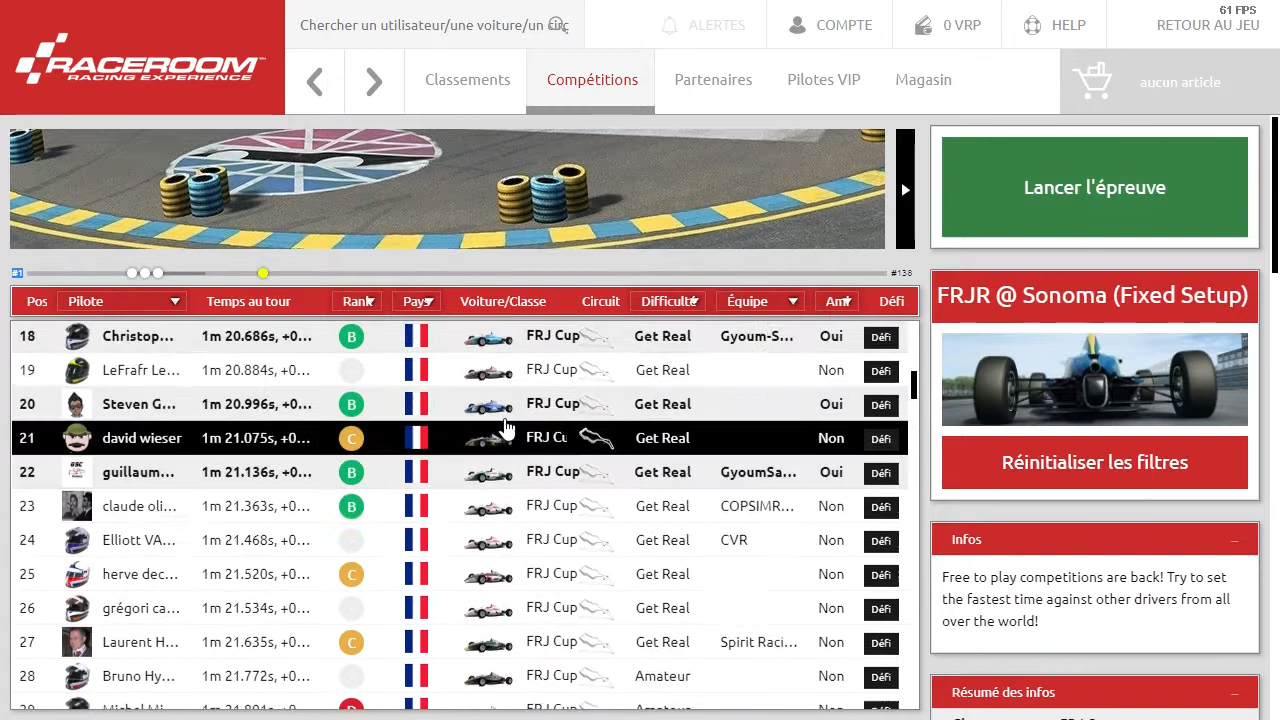 61 FPS
RACEROOM
RACING EXPERIENCE
Chercher un utilisateur/une voiture/un circ
ALERTES
COMPTE
0 VRP
HELP
RETOUR AU JEU
Classements
Compétitions
Partenaires
Pilotes VIP
Magasin
aucun article
#1
#138
Pos Pilote Temps au tour Rank Pays Voiture/Classe Circuit Difficulté Équipe Ami Défi
18 Christop... 1m 20.686s, +0... B FRJ Cup Get Real Gyoum-S... Oui Défi
19 LeFrafr Le... 1m 20.884s, +0... FRJ Cup Get Real Non Défi
20 Steven G... 1m 20.996s, +0... B FRJ Cup Get Real Oui Défi
21 david wieser 1m 21.075s, +0... C FRJ Cu Get Real Non Défi
22 guillaum... 1m 21.136s, +0... B FRJ Cup Get Real GyoumSa... Oui Défi
23 claude oli... 1m 21.363s, +0... B FRJ Cup Get Real COPSIMR... Non Défi
24 Elliott VA... 1m 21.468s, +0... FRJ Cup Get Real CVR Non Défi
25 herve dec... 1m 21.520s, +0... C FRJ Cup Get Real Non Défi
26 grégori ca... 1m 21.534s, +0... FRJ Cup Get Real Non Défi
27 Laurent H... 1m 21.635s, +0... C FRJ Cup Get Real Spirit Raci... Non Défi
28 Bruno Hy... 1m 21.772s, +0... FRJ Cup Amateur Non Défi
Lancer l'épreuve
FRJR @ Sonoma (Fixed Setup)
Réinitialiser les filtres
Infos
Free to play competitions are back! Try to set
the fastest time against other drivers from all
over the world!
Résumé des infos